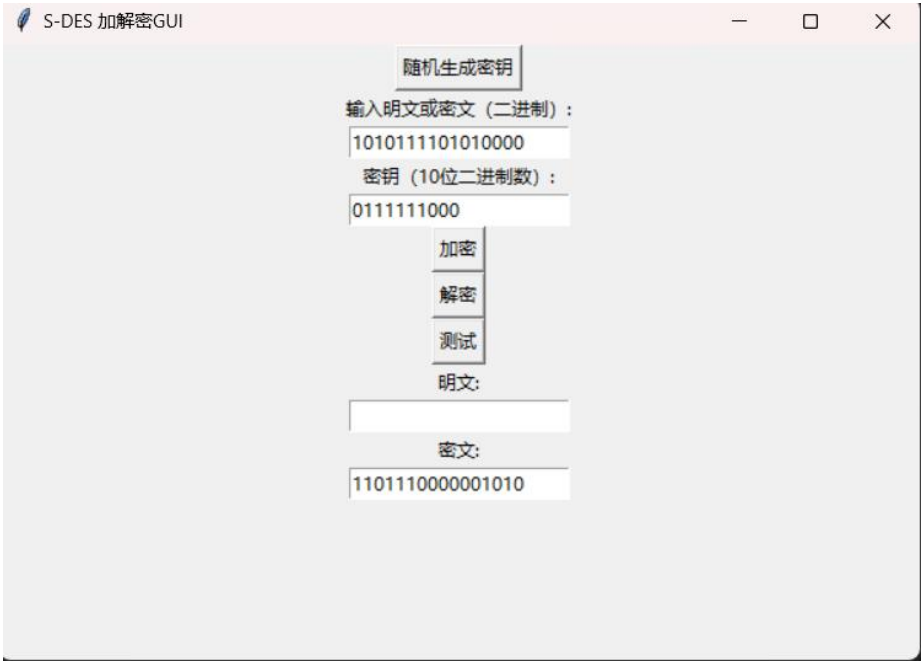 S-DES 加解密GUI
随机生成密钥
输入明文或密文（二进制）:
1010111101010000
密钥（10位二进制数）:
0111111000
加密
解密
测试
明文:
密文:
1101110000001010